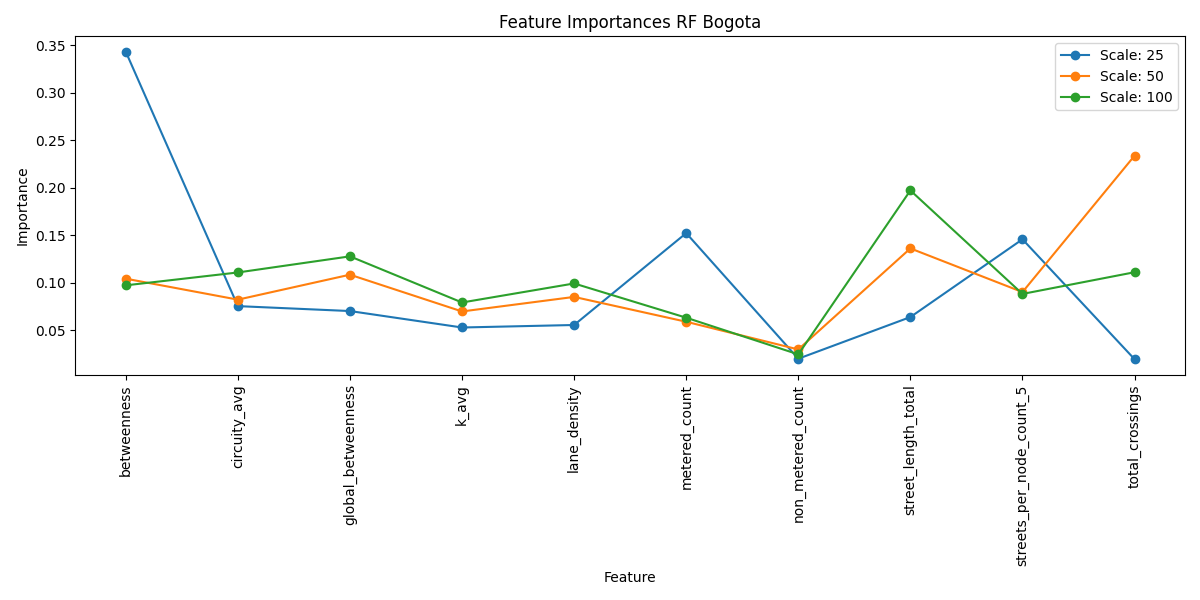 Feature Importances RF Bogota
Scale: 25
Scale: 50
Scale: 100
Importance
0.35
0.30
0.25
0.20
0.15
0.10
0.05
betweenness
circuity_avg
global_betweenness
k_avg
lane_density
metered_count
non_metered_count
street_length_total
streets_per_node_count_5
total_crossings
Feature